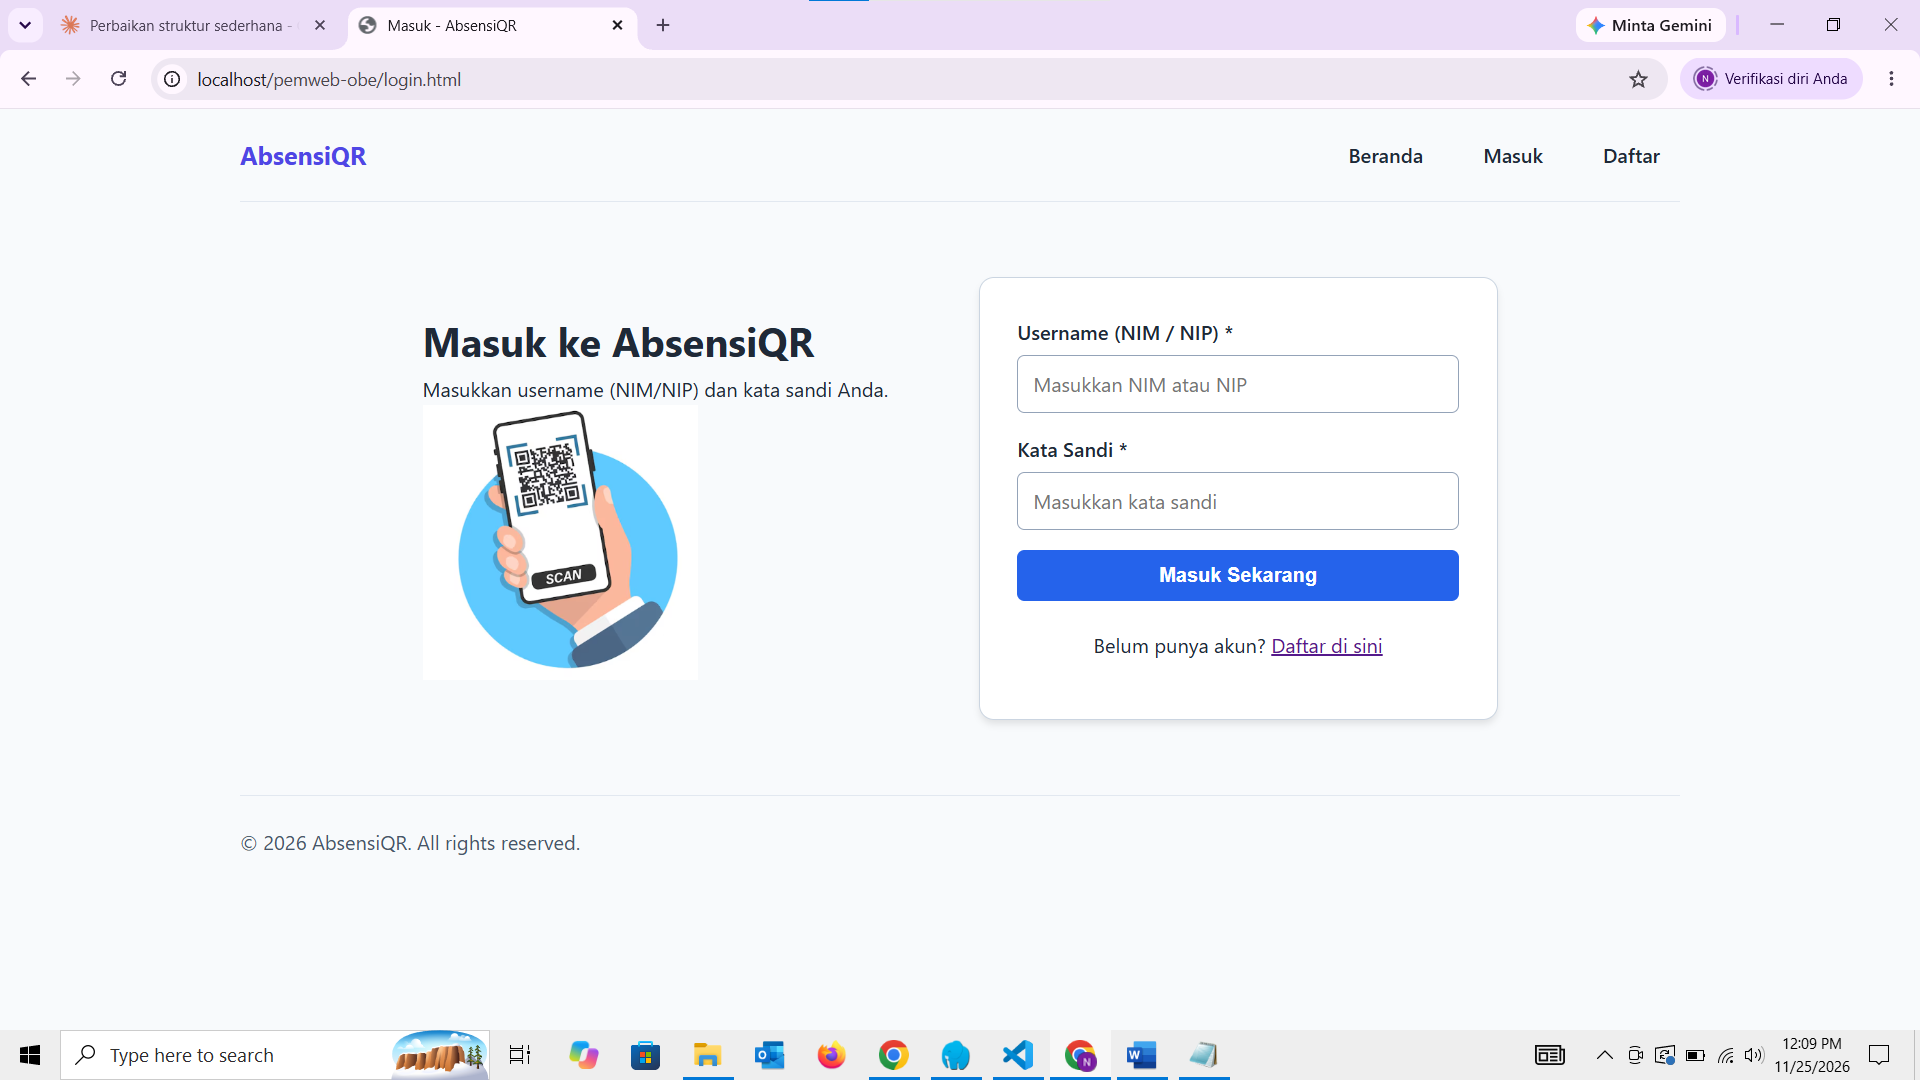 Perbaikan struktur sederhana -
Masuk - AbsensiQR
Minta Gemini
localhost/pemweb-obe/login.html
N
Verifikasi diri Anda
AbsensiQR
Beranda
Masuk
Daftar
Masuk ke AbsensiQR
Masukkan username (NIM/NIP) dan kata sandi Anda.
SCAN
Username (NIM / NIP) *
Masukkan NIM atau NIP
Kata Sandi *
Masukkan kata sandi
Masuk Sekarang
Belum punya akun? Daftar di sini
© 2026 AbsensiQR. All rights reserved.
Type here to search
N
12:09 PM
11/25/2026